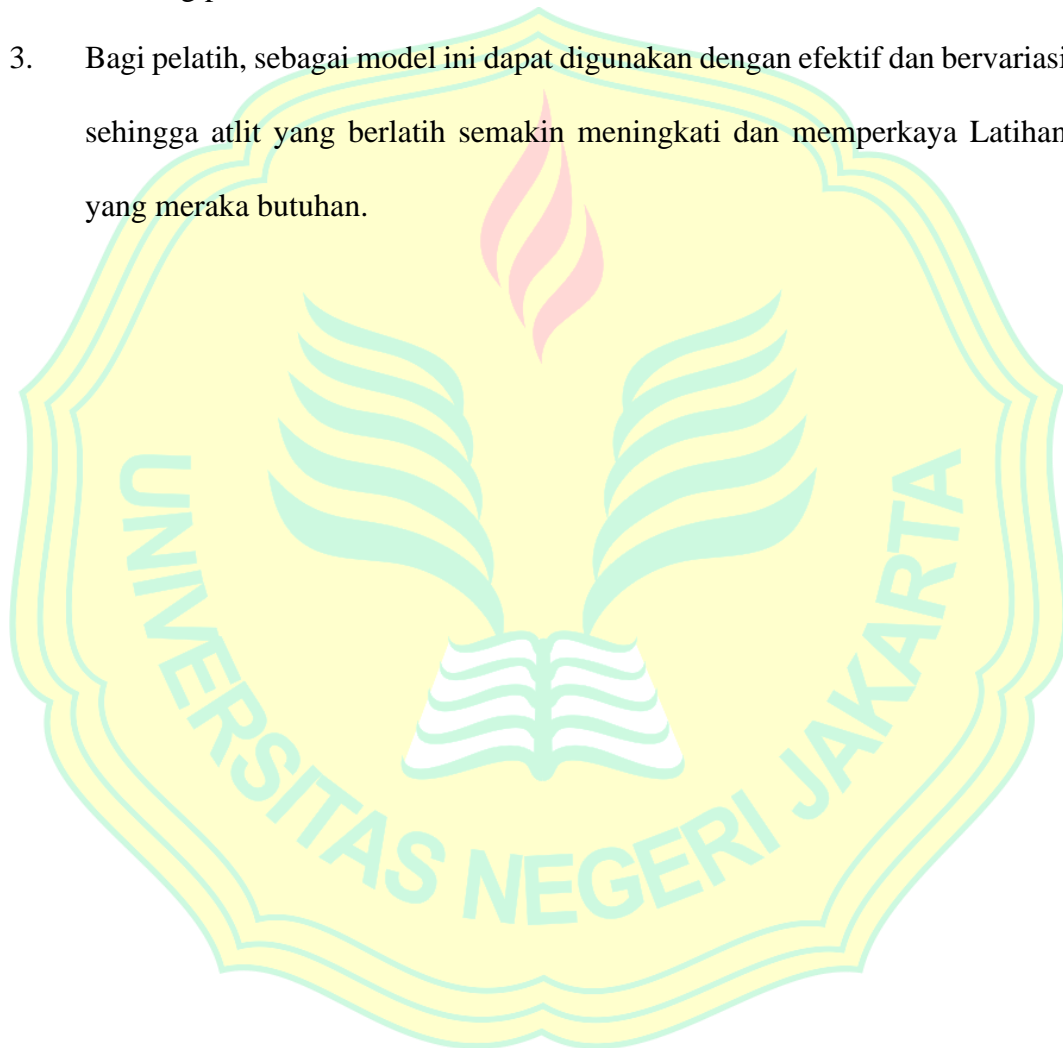 3. Bagi pelatih, sebagai model ini dapat digunakan dengan efektif dan bervariasi
sehingga atlit yang berlatih semakin meningkati dan memperkaya Latihan
yang meraka butuhan.
UNIVERSITAS NEGERI JAKARTA